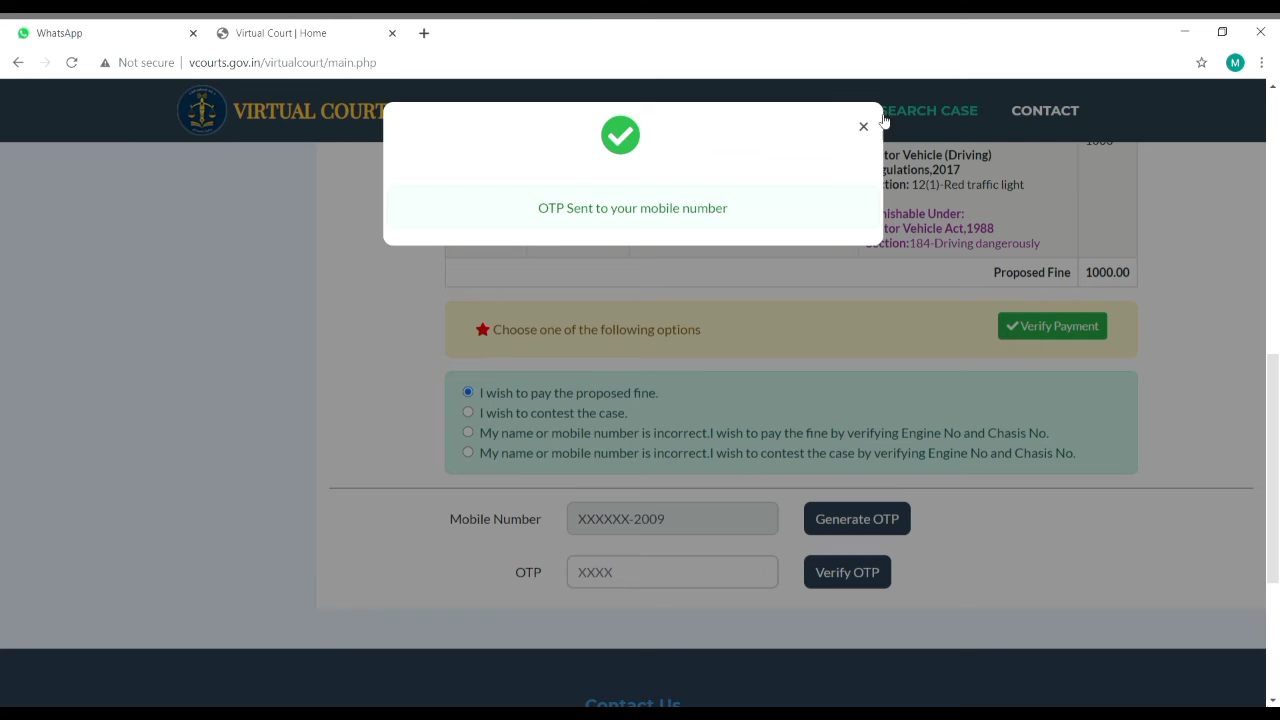 WhatsApp
Virtual Court | Home
Not secure
vcourts.gov.in/virtualcourt/main.php
M
VIRTUAL COURT
SEARCH CASE
CONTACT
OTP Sent to your mobile number
1000
tor Vehicle (Driving)
gulations,2017
tion: 12(1)-Red traffic light
nishable Under:
tor Vehicle Act,1988
Section:184-Driving dangerously
Proposed Fine 1000.00
Choose one of the following options
Verify Payment
I wish to pay the proposed fine.
I wish to contest the case.
My name or mobile number is incorrect.I wish to pay the fine by verifying Engine No and Chasis No.
My name or mobile number is incorrect.I wish to contest the case by verifying Engine No and Chasis No.
Mobile Number XXXXXX-2009 Generate OTP
OTP XXXX Verify OTP
Contact Us